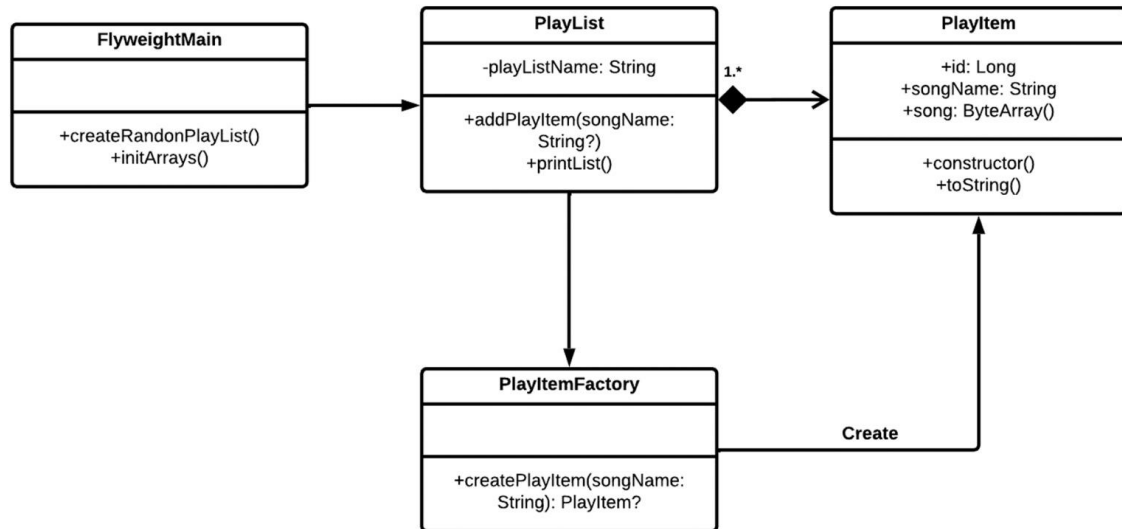 FlyweightMain
+createRandonPlayList()
+initArrays()
PlayList
-playListName: String
+addPlayItem(songName:
String?)
+printList()
1.*
PlayItem
+id: Long
+songName: String
+song: ByteArray()
+constructor()
+toString()
PlayItemFactory
+createPlayItem(songName:
String): PlayItem?
Create